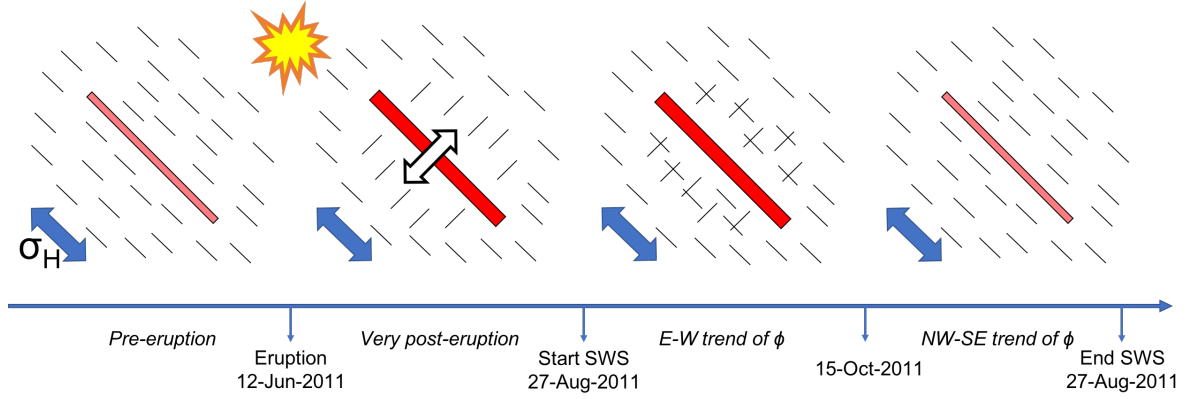 σH
Pre-eruption
Very post-eruption
E-W trend of ϕ
NW-SE trend of ϕ
Eruption
12-Jun-2011
Start SWS
27-Aug-2011
15-Oct-2011
End SWS
27-Aug-2011